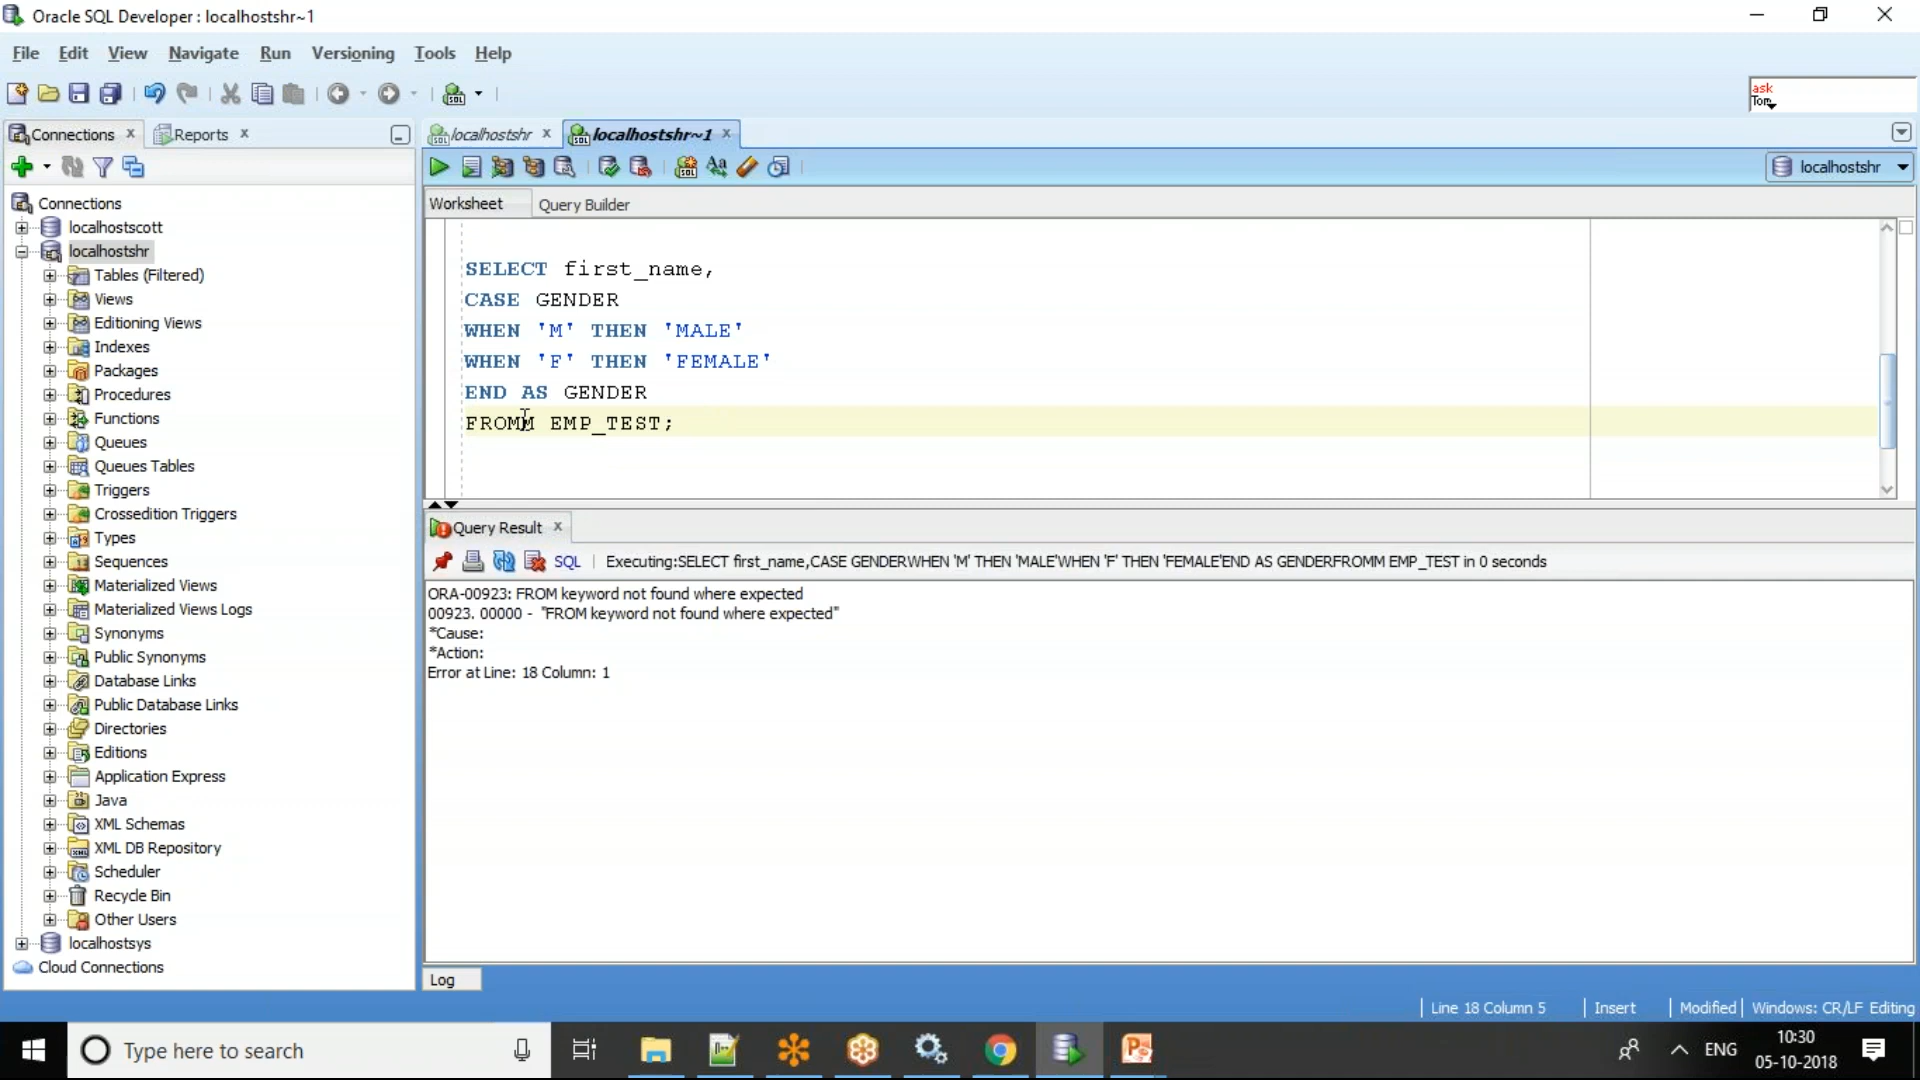 Oracle SQL Developer : localhostshr~1
File Edit View Navigate Run Versioning Tools Help
SQL
ask
Tom
Connections x Reports x
localhostshr x localhostshr~1 x
localhostshr
Worksheet Query Builder
Connections
localhostscott
localhostshr
Tables (Filtered)
Views
Editioning Views
Indexes
Packages
Procedures
Functions
Queues
Queues Tables
Triggers
Crossedition Triggers
Types
Sequences
Materialized Views
Materialized Views Logs
Synonyms
Public Synonyms
Database Links
Public Database Links
Directories
Editions
Application Express
Java
XML Schemas
XML DB Repository
Scheduler
Recycle Bin
Other Users
localhostsys
Cloud Connections
SELECT first_name,
CASE GENDER
WHEN 'M' THEN 'MALE'
WHEN 'F' THEN 'FEMALE'
END AS GENDER
FROMM EMP_TEST;
Query Result x
SQL | Executing:SELECT first_name,CASE GENDERWHEN 'M' THEN 'MALE'WHEN 'F' THEN 'FEMALE'END AS GENDERFROMM EMP_TEST in 0 seconds
ORA-00923: FROM keyword not found where expected
00923. 00000 - "FROM keyword not found where expected"
*Cause:
*Action:
Error at Line: 18 Column: 1
Log
Line 18 Column 5 | Insert | Modified | Windows: CR/LF Editing
Type here to search
ENG
10:30
05-10-2018